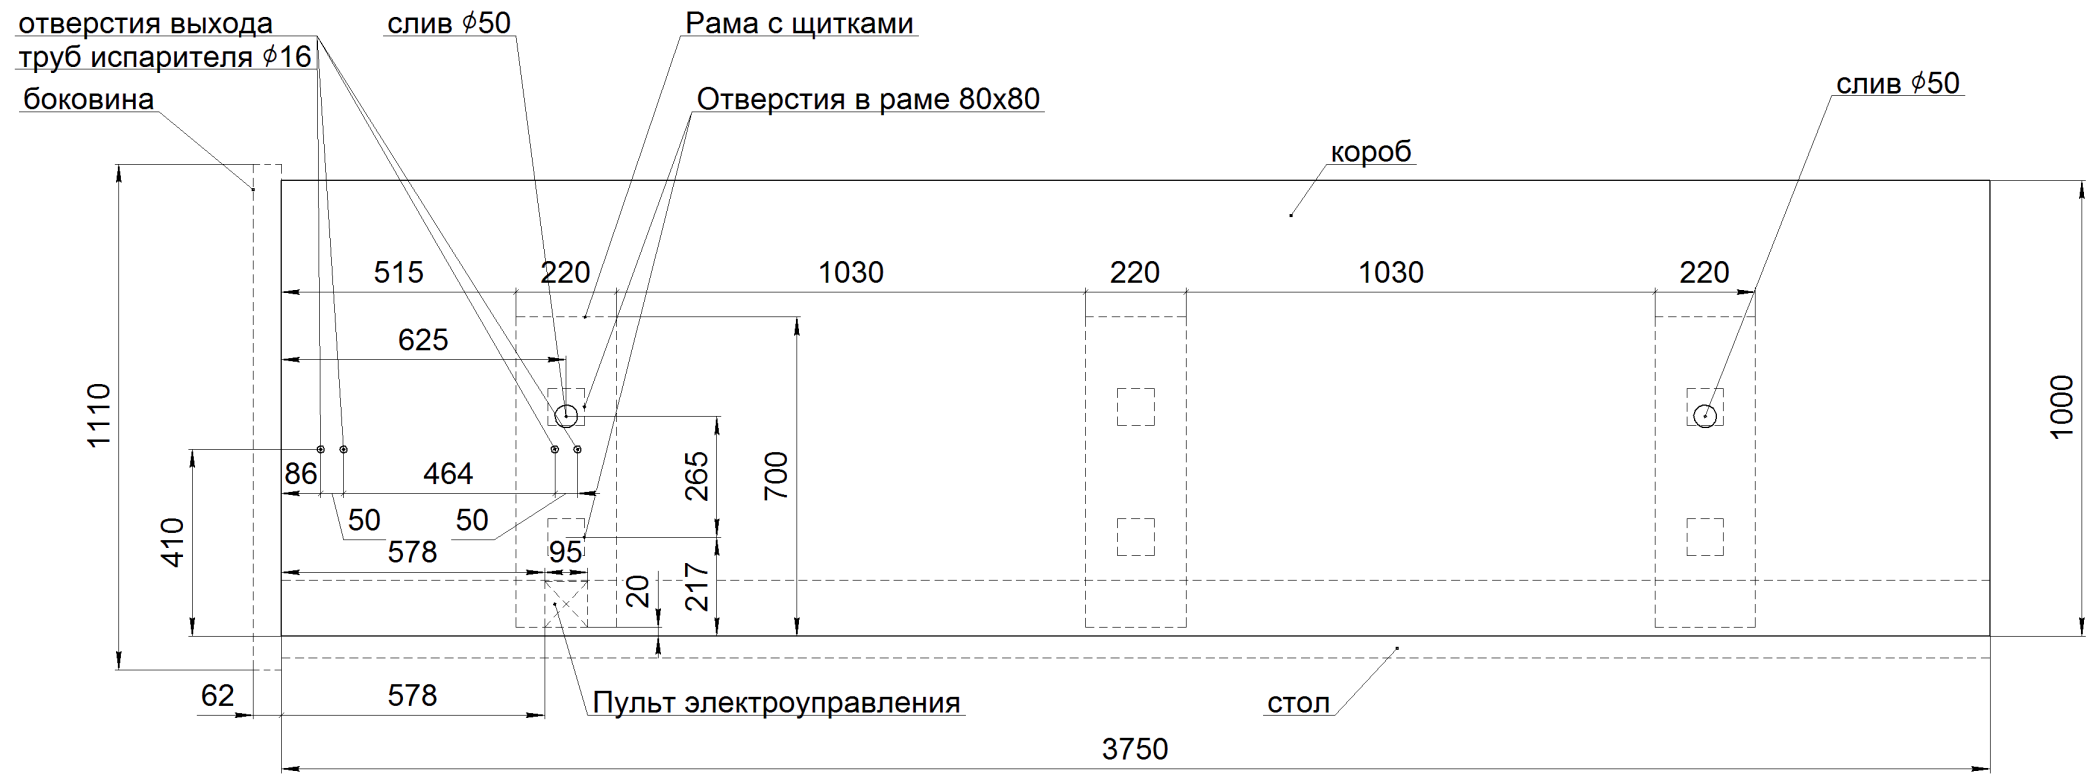 отверстия выхода
труб испарителя ϕ16
боковина
слив ϕ50
Рама с щитками
Отверстия в раме 80х80
слив ϕ50
короб
515
220
1030
220
1030
220
625
1110
1000
86
464
265
700
410
50
50
578
95
20
217
62
578
Пульт электроуправления
стол
3750